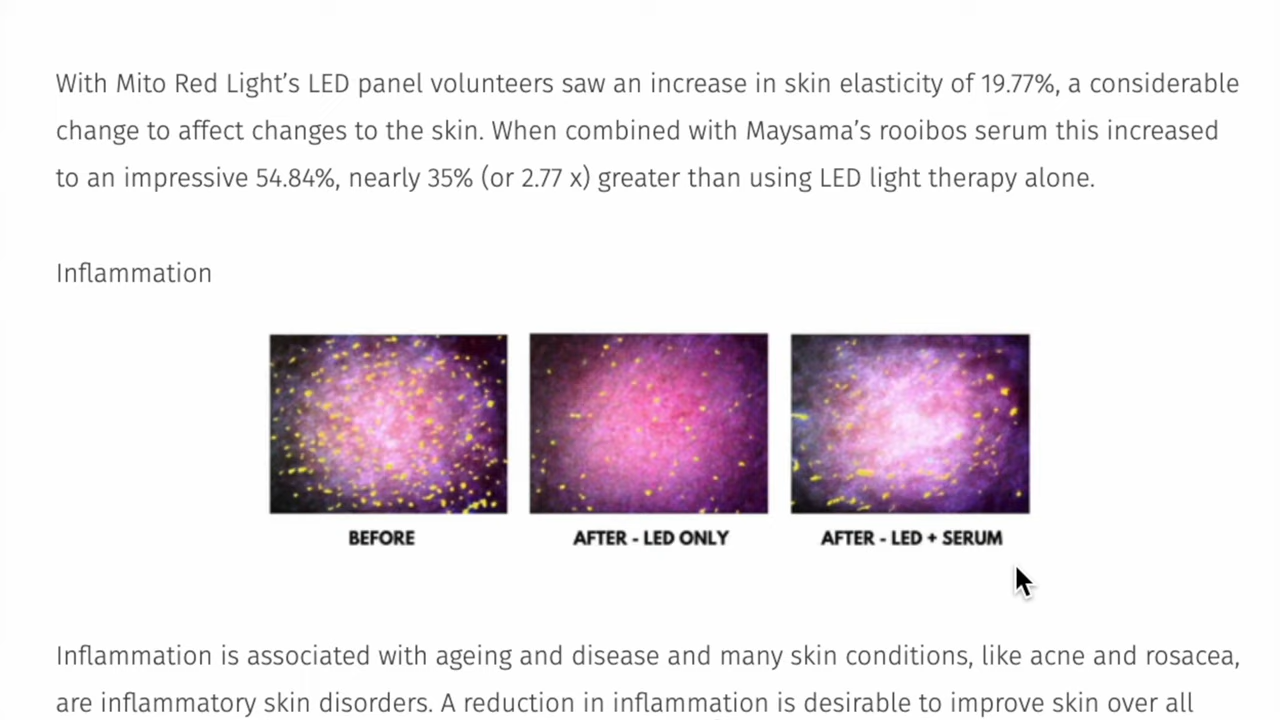 With Mito Red Light’s LED panel volunteers saw an increase in skin elasticity of 19.77%, a considerable
change to affect changes to the skin. When combined with Maysama’s rooibos serum this increased
to an impressive 54.84%, nearly 35% (or 2.77 x) greater than using LED light therapy alone.
Inflammation
BEFORE
AFTER - LED ONLY
AFTER - LED + SERUM
Inflammation is associated with ageing and disease and many skin conditions, like acne and rosacea,
are inflammatory skin disorders. A reduction in inflammation is desirable to improve skin over all